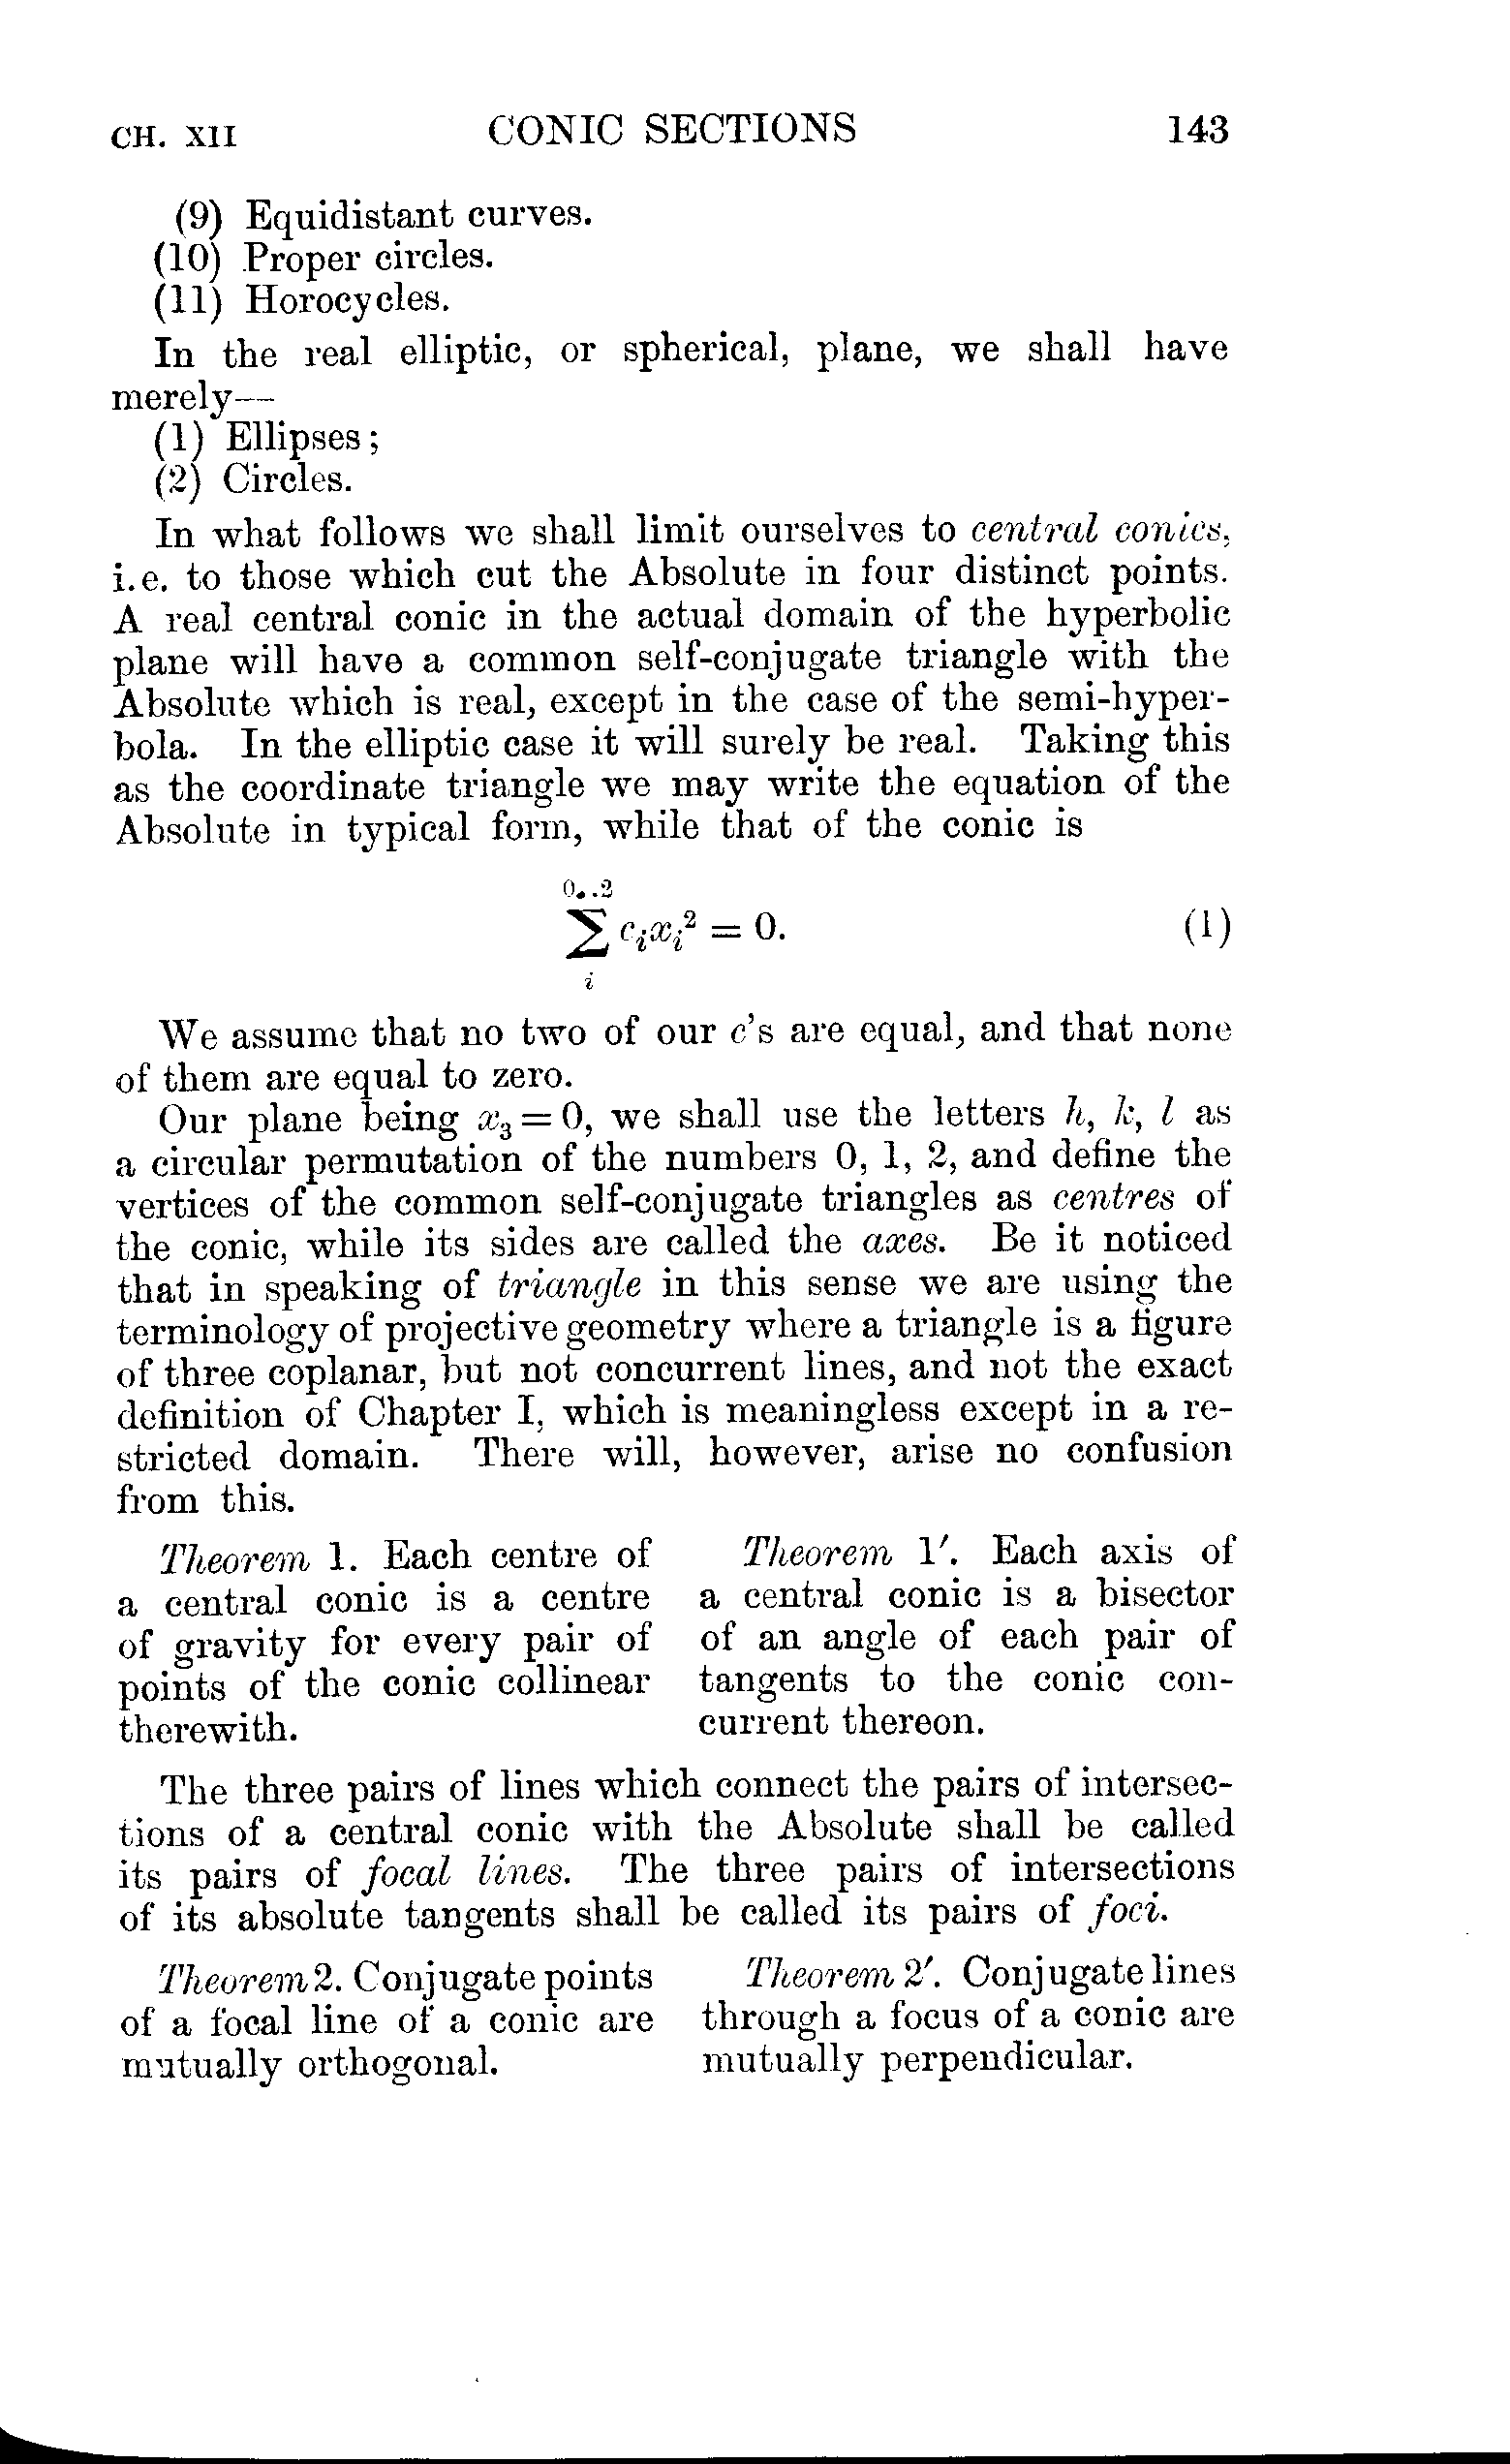 CH. XII CONIC SECTIONS 143
(9) Equidistant curves.
(10) Proper circles.
(11) Horocycles.
In the real elliptic, or spherical, plane, we shall have
merely—
(1) Ellipses;
(2) Circles.
In what follows we shall limit ourselves to central conics,
i.e. to those which cut the Absolute in four distinct points.
A real central conic in the actual domain of the hyperbolic
plane will have a common self-conjugate triangle with the
Absolute which is real, except in the case of the semi-hyper-
bola. In the elliptic case it will surely be real. Taking this
as the coordinate triangle we may write the equation of the
Absolute in typical form, while that of the conic is
0..2
∑ cᵢxᵢ² = 0. (1)
i
We assume that no two of our c's are equal, and that none
of them are equal to zero.
Our plane being x₃ = 0, we shall use the letters h, k, l as
a circular permutation of the numbers 0, 1, 2, and define the
vertices of the common self-conjugate triangles as centres of
the conic, while its sides are called the axes. Be it noticed
that in speaking of triangle in this sense we are using the
terminology of projective geometry where a triangle is a figure
of three coplanar, but not concurrent lines, and not the exact
definition of Chapter I, which is meaningless except in a re-
stricted domain. There will, however, arise no confusion
from this.
Theorem 1. Each centre of
a central conic is a centre
of gravity for every pair of
points of the conic collinear
therewith.
Theorem 1′. Each axis of
a central conic is a bisector
of an angle of each pair of
tangents to the conic con-
current thereon.
The three pairs of lines which connect the pairs of intersec-
tions of a central conic with the Absolute shall be called
its pairs of focal lines. The three pairs of intersections
of its absolute tangents shall be called its pairs of foci.
Theorem 2. Conjugate points
of a focal line of a conic are
mutually orthogonal.
Theorem 2′. Conjugate lines
through a focus of a conic are
mutually perpendicular.